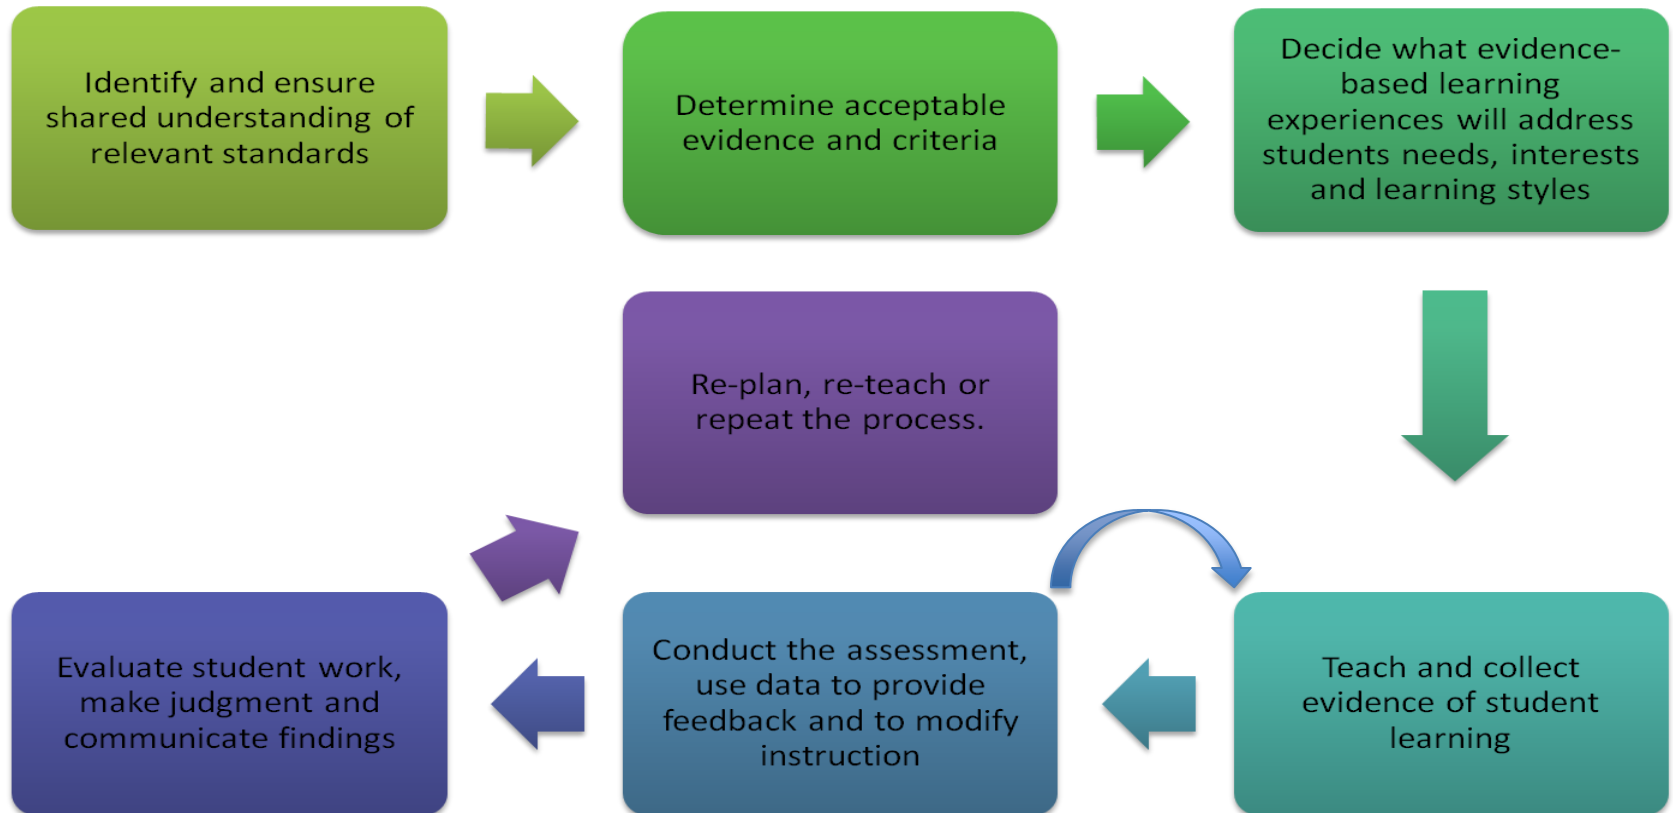 Identify and ensure
shared understanding of
relevant standards
Determine acceptable
evidence and criteria
Decide what evidence-
based learning
experiences will address
students needs, interests
and learning styles
Re-plan, re-teach or
repeat the process.
Evaluate student work,
make judgment and
communicate findings
Conduct the assessment,
use data to provide
feedback and to modify
instruction
Teach and collect
evidence of student
learning